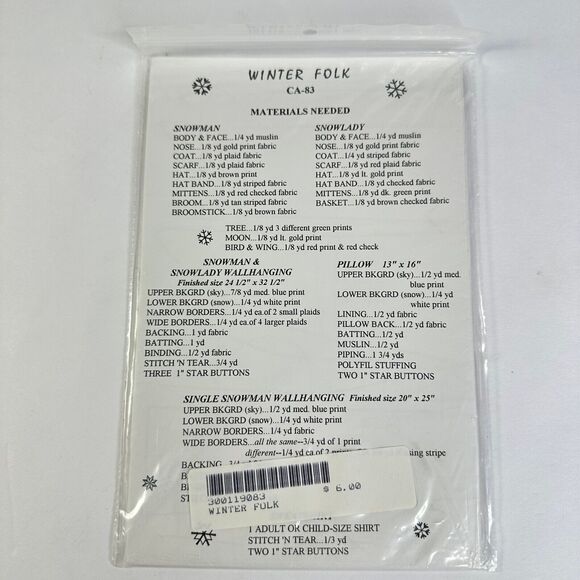 WINTER FOLK
CA-83
MATERIALS NEEDED
SNOWMAN
BODY & FACE...1/4 yd muslin
NOSE...1/8 yd gold print fabric
COAT...1/8 yd plaid fabric
SCARF...1/8 yd plaid fabric
HAT...1/8 yd brown print
HAT BAND...1/8 yd striped fabric
MITTENS...1/8 yd red checked fabric
BROOM...1/8 yd tan striped fabric
BROOMSTICK...1/8 yd brown fabric
SNOWLADY
BODY & FACE...1/4 yd muslin
NOSE...1/8 yd gold print fabric
COAT...1/4 yd striped fabric
SCARF...1/8 yd red plaid fabric
HAT...1/8 yd lt. gold print
HAT BAND...1/8 yd checked fabric
MITTENS...1/8 yd dk. green print
BASKET...1/8 yd brown checked fabric
TREE...1/8 yd 3 different green prints
MOON...1/8 yd lt. gold print
BIRD & WING...1/8 yd red print & red check
SNOWMAN &
SNOWLADY WALLHANGING
Finished size 24 1/2" x 32 1/2"
UPPER BKGRD (sky)...7/8 yd med. blue print
LOWER BKGRD (snow)...1/4 yd white print
NARROW BORDERS...1/4 yd ea.of 2 small plaids
WIDE BORDERS...1/4 yd ea.of 4 larger plaids
BACKING...1 yd fabric
BATTING...1 yd
BINDING...1/2 yd fabric
STITCH 'N TEAR...3/4 yd
THREE 1" STAR BUTTONS
PILLOW 13" x 16"
UPPER BKGRD (sky)...1/2 yd med.
blue print
LOWER BKGRD (snow)...1/4 yd
white print
LINING...1/2 yd fabric
PILLOW BACK...1/2 yd fabric
BATTING...1/2 yd
MUSLIN...1/2 yd
PIPING...1 3/4 yds
POLYFIL STUFFING
TWO 1" STAR BUTTONS
SINGLE SNOWMAN WALLHANGING Finished size 20" x 25"
UPPER BKGRD (sky)...1/2 yd med. blue print
LOWER BKGRD (snow)...1/4 yd white print
NARROW BORDERS...1/4 yd fabric
WIDE BORDERS...all the same--3/4 yd of 1 print
different--1/4 yd ea of 2 stripe
BACKING
300119083
$ 6.00
WINTER FOLK
1 ADULT OR CHILD-SIZE SHIRT
STITCH 'N TEAR...1/3 yd
TWO 1" STAR BUTTONS